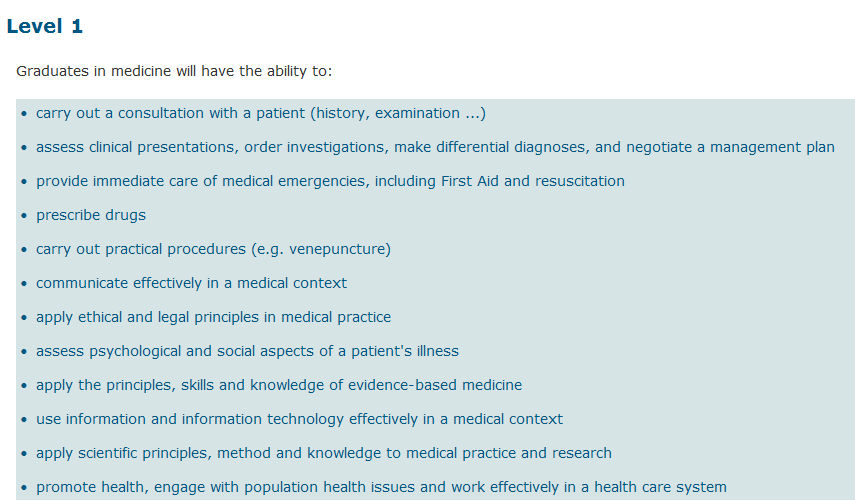 Level 1
Graduates in medicine will have the ability to:
• carry out a consultation with a patient (history, examination ...)
• assess clinical presentations, order investigations, make differential diagnoses, and negotiate a management plan
• provide immediate care of medical emergencies, including First Aid and resuscitation
• prescribe drugs
• carry out practical procedures (e.g. venepuncture)
• communicate effectively in a medical context
• apply ethical and legal principles in medical practice
• assess psychological and social aspects of a patient's illness
• apply the principles, skills and knowledge of evidence-based medicine
• use information and information technology effectively in a medical context
• apply scientific principles, method and knowledge to medical practice and research
• promote health, engage with population health issues and work effectively in a health care system